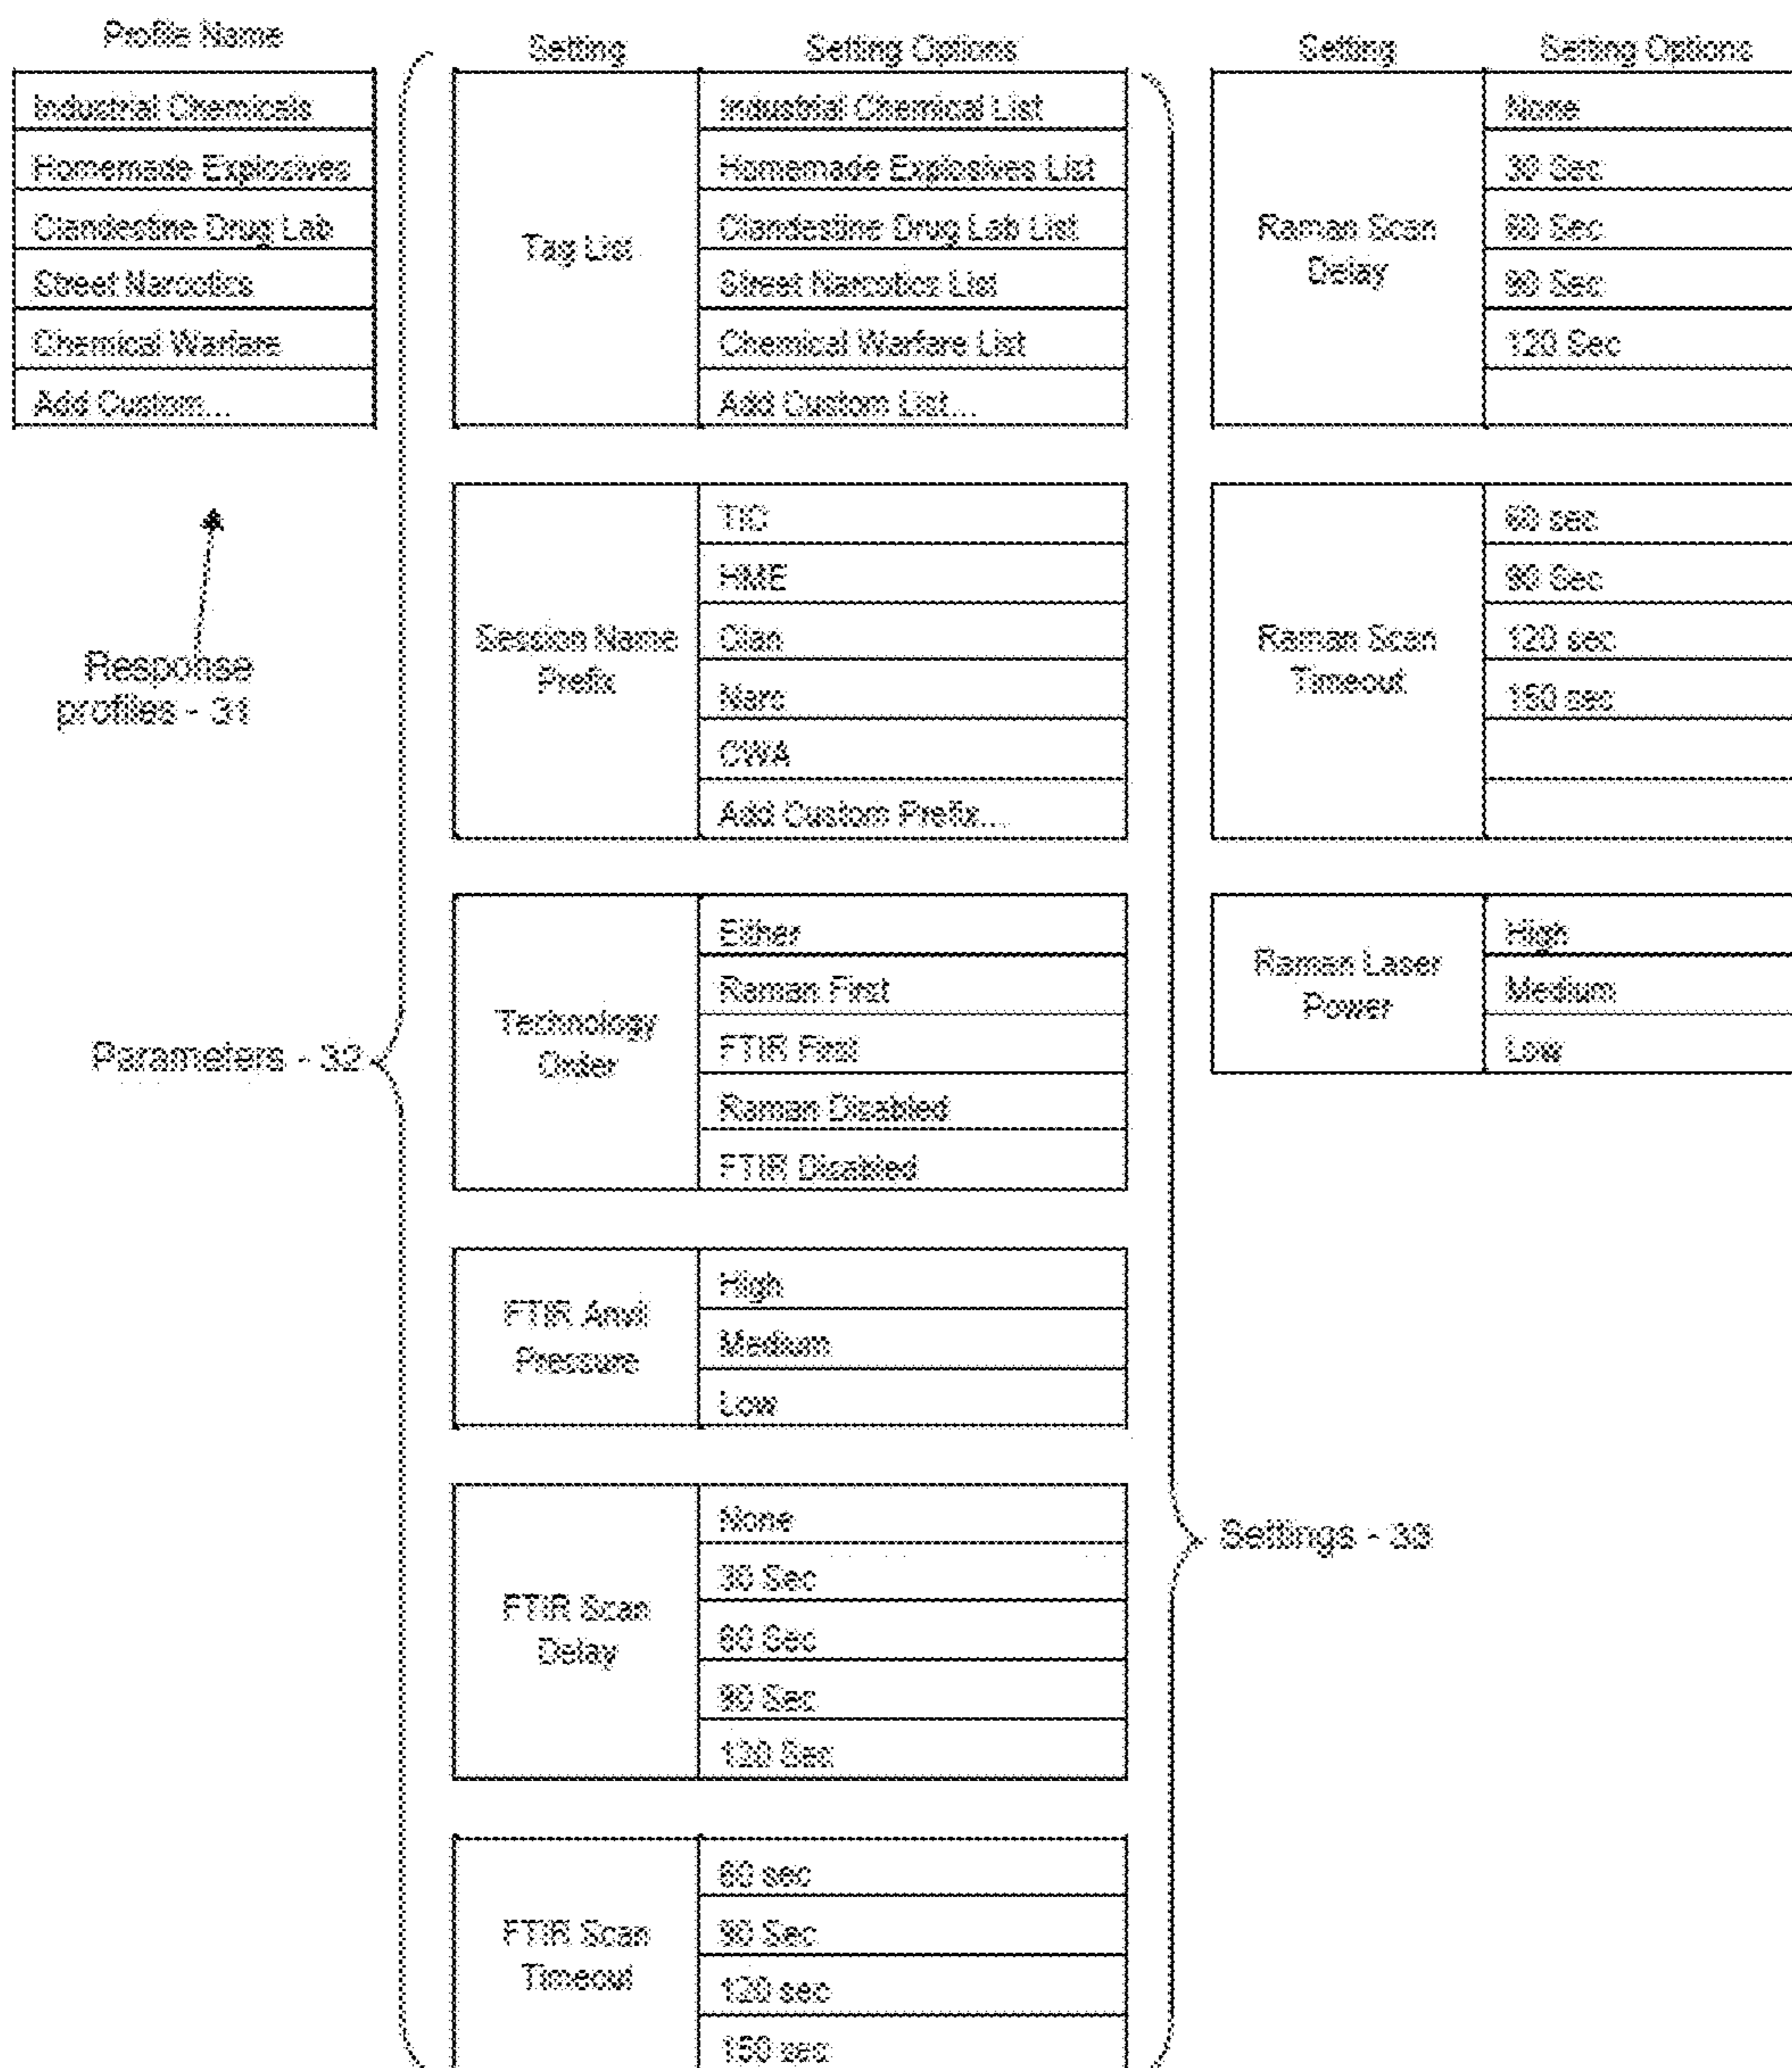 Profile Name
Industrial Chemicals
Homemade Explosives
Clandestine Drug Lab
Street Narcotics
Chemical Warfare
Add Custom...
Response
profiles - 31
Parameters - 32
Setting
Setting Options
Tag List
Industrial Chemical List
Homemade Explosives List
Clandestine Drug Lab List
Street Narcotics List
Chemical Warfare List
Add Custom List...
Session Name
Prefix
TIC
HME
Clan
Narc
CWA
Add Custom Prefix...
Technology
Order
Either
Raman First
FTIR First
Raman Disabled
FTIR Disabled
FTIR Anvil
Pressure
High
Medium
Low
FTIR Scan
Delay
None
30 Sec
60 Sec
90 Sec
120 Sec
FTIR Scan
Timeout
60 sec
90 Sec
120 sec
150 sec
Settings - 33
Setting
Setting Options
Raman Scan
Delay
None
30 Sec
60 Sec
90 Sec
120 Sec
Raman Scan
Timeout
60 sec
90 Sec
120 sec
150 sec
Raman Laser
Power
High
Medium
Low